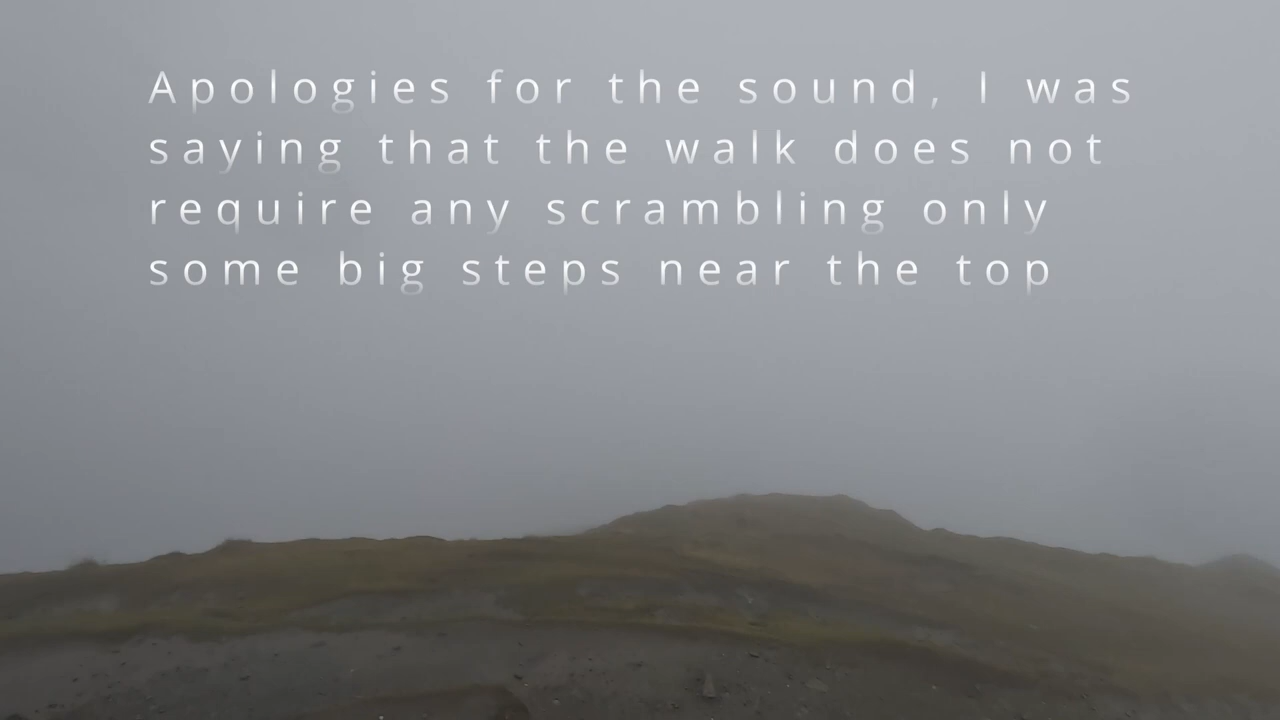 Apologies for the sound, I was
saying that the walk does not
require any scrambling only
some big steps near the top